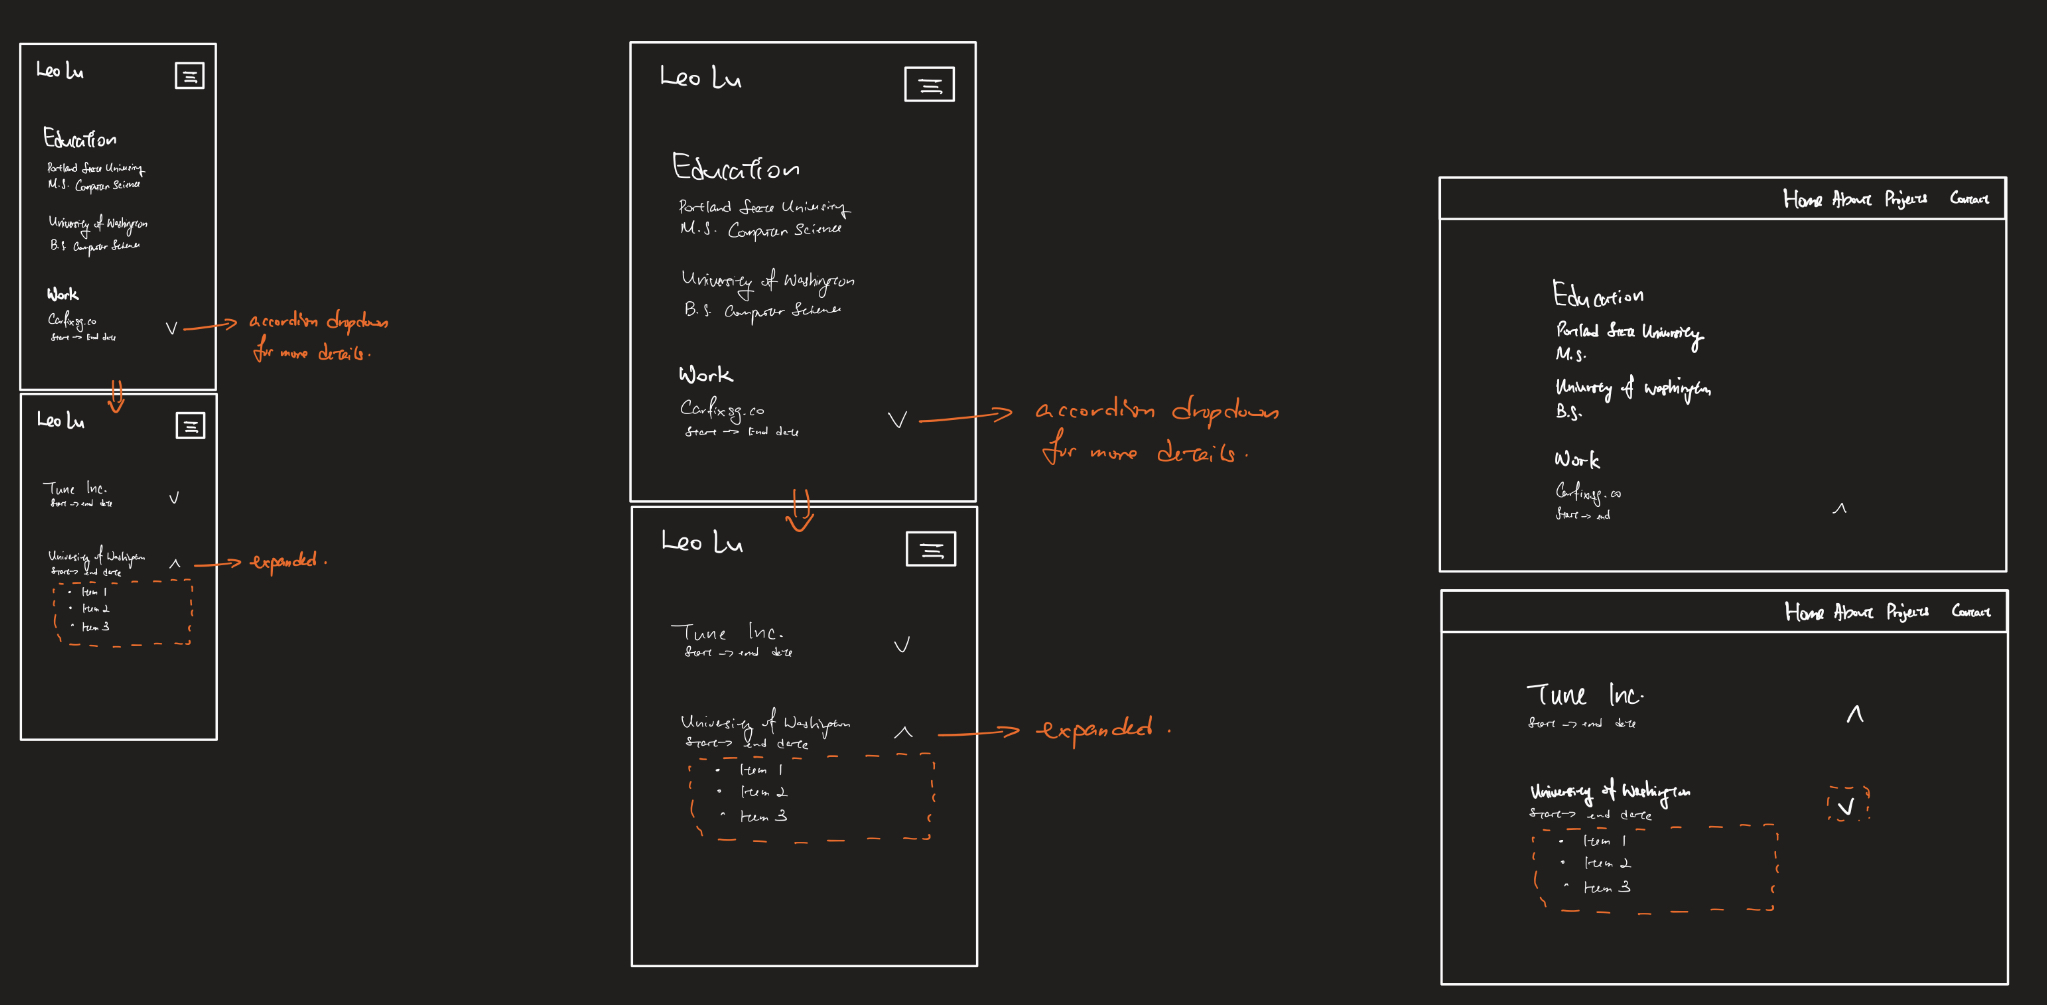 Leo Lu
Education
Portland State University
M.S. Computer Science
University of Washington
B.S. Computer Science
Work
Carfixsg.co
Start → End date
accordion dropdown
for more details.
Leo Lu
Tune Inc.
Start → end date
University of Washington
Start → end date
expanded.
• Item 1
• Item 2
• Item 3
Leo Lu
Education
Portland State University
M.S. Computer Science
University of Washington
B.S. Computer Science
Work
Carfixsg.co
Start → End date
accordion dropdown
for more details.
Leo Lu
Tune Inc.
Start → end date
University of Washington
Start → end date
expanded.
• Item 1
• Item 2
• Item 3
Home About Projects Contact
Education
Portland State University
M.S.
University of Washington
B.S.
Work
Carfixsg.co
Start → end
Home About Projects Contact
Tune Inc.
Start → end date
University of Washington
Start → end date
• Item 1
• Item 2
• Item 3